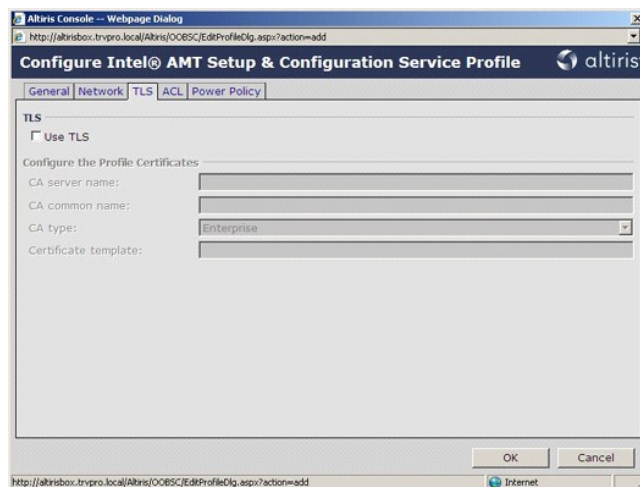 Altiris Console -- Webpage Dialog
http://altirisbox.trvpro.local/Altiris/OOBSC/EditProfileDlg.aspx?action=add
Configure Intel® AMT Setup & Configuration Service Profile
altiris
General Network TLS ACL Power Policy
TLS
Use TLS
Configure the Profile Certificates
CA server name:
CA common name:
CA type: Enterprise
Certificate template:
OK Cancel
http://altirisbox.trvpro.local/Altiris/OOBSC/EditProfileDlg.aspx?action=add Internet